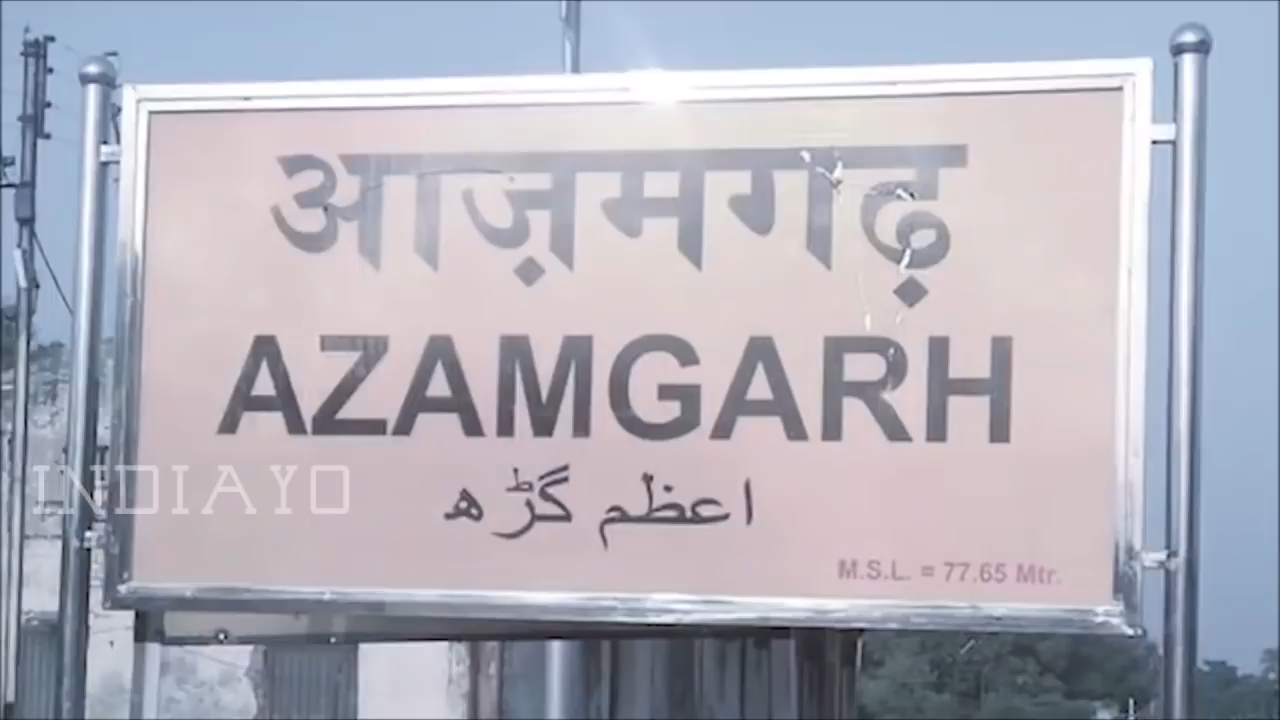 आज़मगढ़
AZAMGARH
اعظم گڑھ
M.S.L. = 77.65 Mtr.
INDIAYO